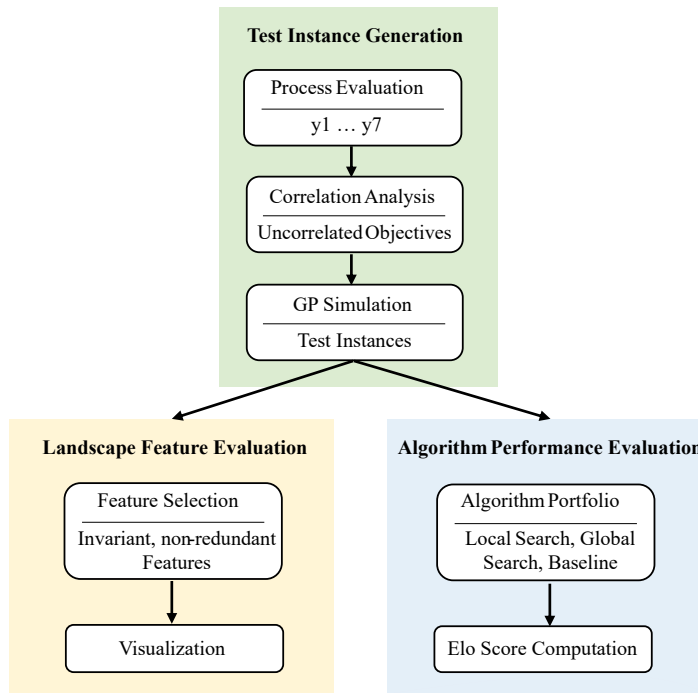 Test Instance Generation
Process Evaluation
y1 … y7
Correlation Analysis
Uncorrelated Objectives
GP Simulation
Test Instances
Landscape Feature Evaluation
Feature Selection
Invariant, non-redundant
Features
Visualization
Algorithm Performance Evaluation
Algorithm Portfolio
Local Search, Global
Search, Baseline
Elo Score Computation